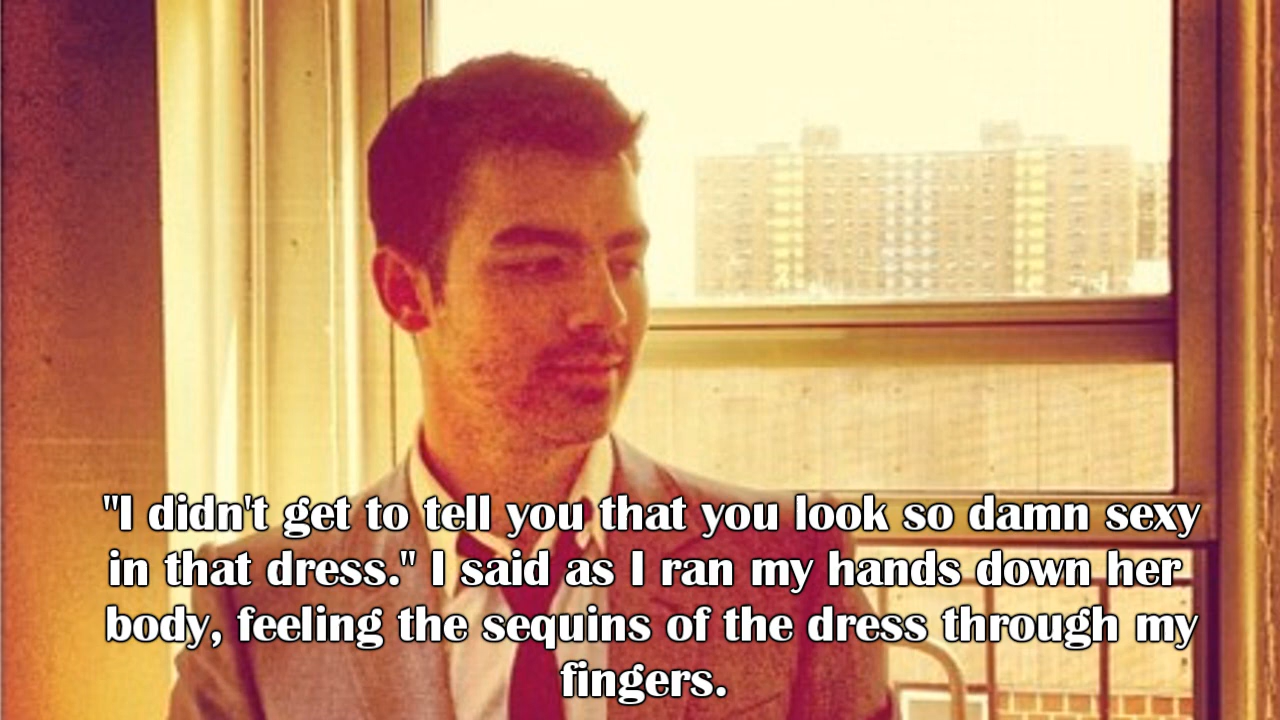 "I didn't get to tell you that you look so damn sexy
in that dress." I said as I ran my hands down her
body, feeling the sequins of the dress through my
fingers.